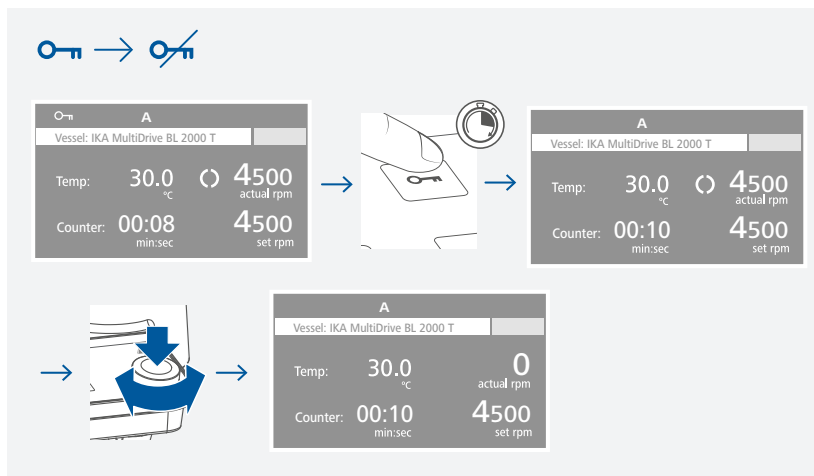 A
Vessel: IKA MultiDrive BL 2000 T
Temp: 30.0 4500
°C actual rpm
Counter: 00:08 4500
min:sec set rpm
A
Vessel: IKA MultiDrive BL 2000 T
Temp: 30.0 4500
°C actual rpm
Counter: 00:10 4500
min:sec set rpm
A
Vessel: IKA MultiDrive BL 2000 T
Temp: 30.0 0
°C actual rpm
Counter: 00:10 4500
min:sec set rpm